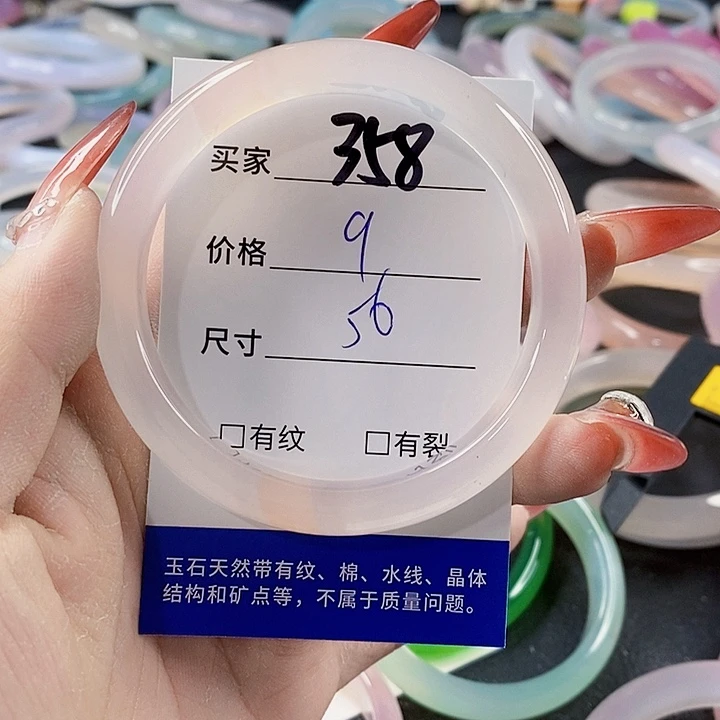 买家 358
价格 9
尺寸 56
□有纹 □有裂
玉石天然带有纹、棉、水线、晶体
结构和矿点等，不属于质量问题。